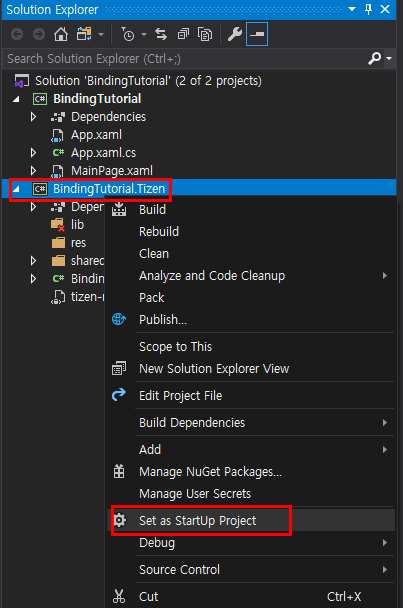 Solution Explorer
Search Solution Explorer (Ctrl+;)
Solution 'BindingTutorial' (2 of 2 projects)
C# BindingTutorial
Dependencies
App.xaml
C# App.xaml.cs
MainPage.xaml
C# BindingTutorial.Tizen
Depe
lib
res
shared
C# Bindin
tizen-
Build
Rebuild
Clean
Analyze and Code Cleanup
Pack
Publish...
Scope to This
New Solution Explorer View
Edit Project File
Build Dependencies
Add
Manage NuGet Packages...
Manage User Secrets
Set as StartUp Project
Debug
Source Control
Cut Ctrl+X